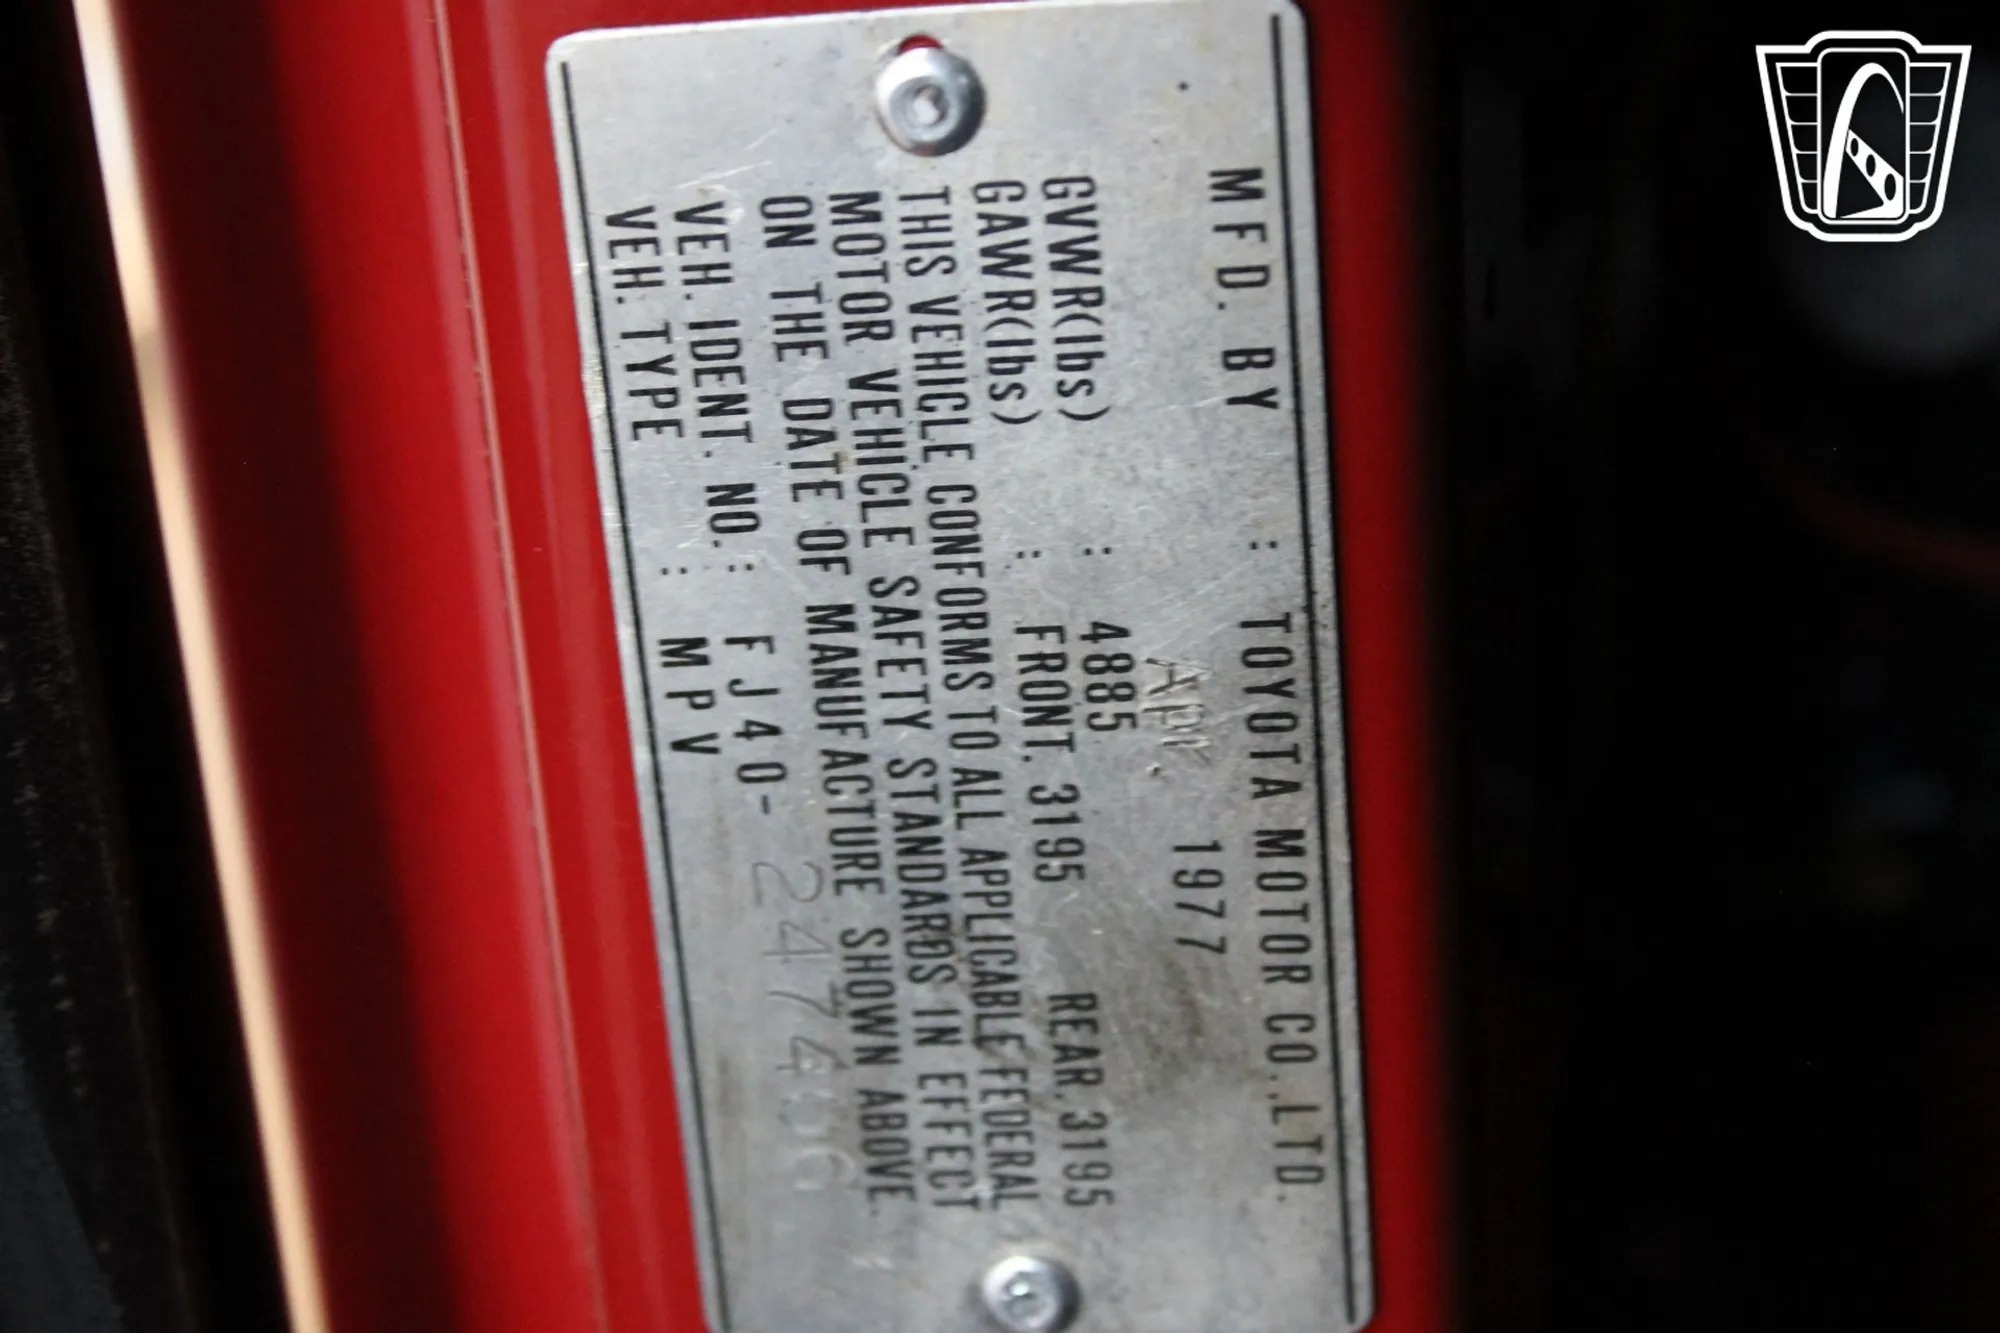 MFD. BY : TOYOTA MOTOR CO., LTD.
Apr. 1977
GVWR(lbs) : 4885
GAWR(lbs) : FRONT. 3195 REAR. 3195
THIS VEHICLE CONFORMS TO ALL APPLICABLE FEDERAL
MOTOR VEHICLE SAFETY STANDARDS IN EFFECT
ON THE DATE OF MANUFACTURE SHOWN ABOVE.
VEH. IDENT. NO. : FJ40-
VEH. TYPE : MPV